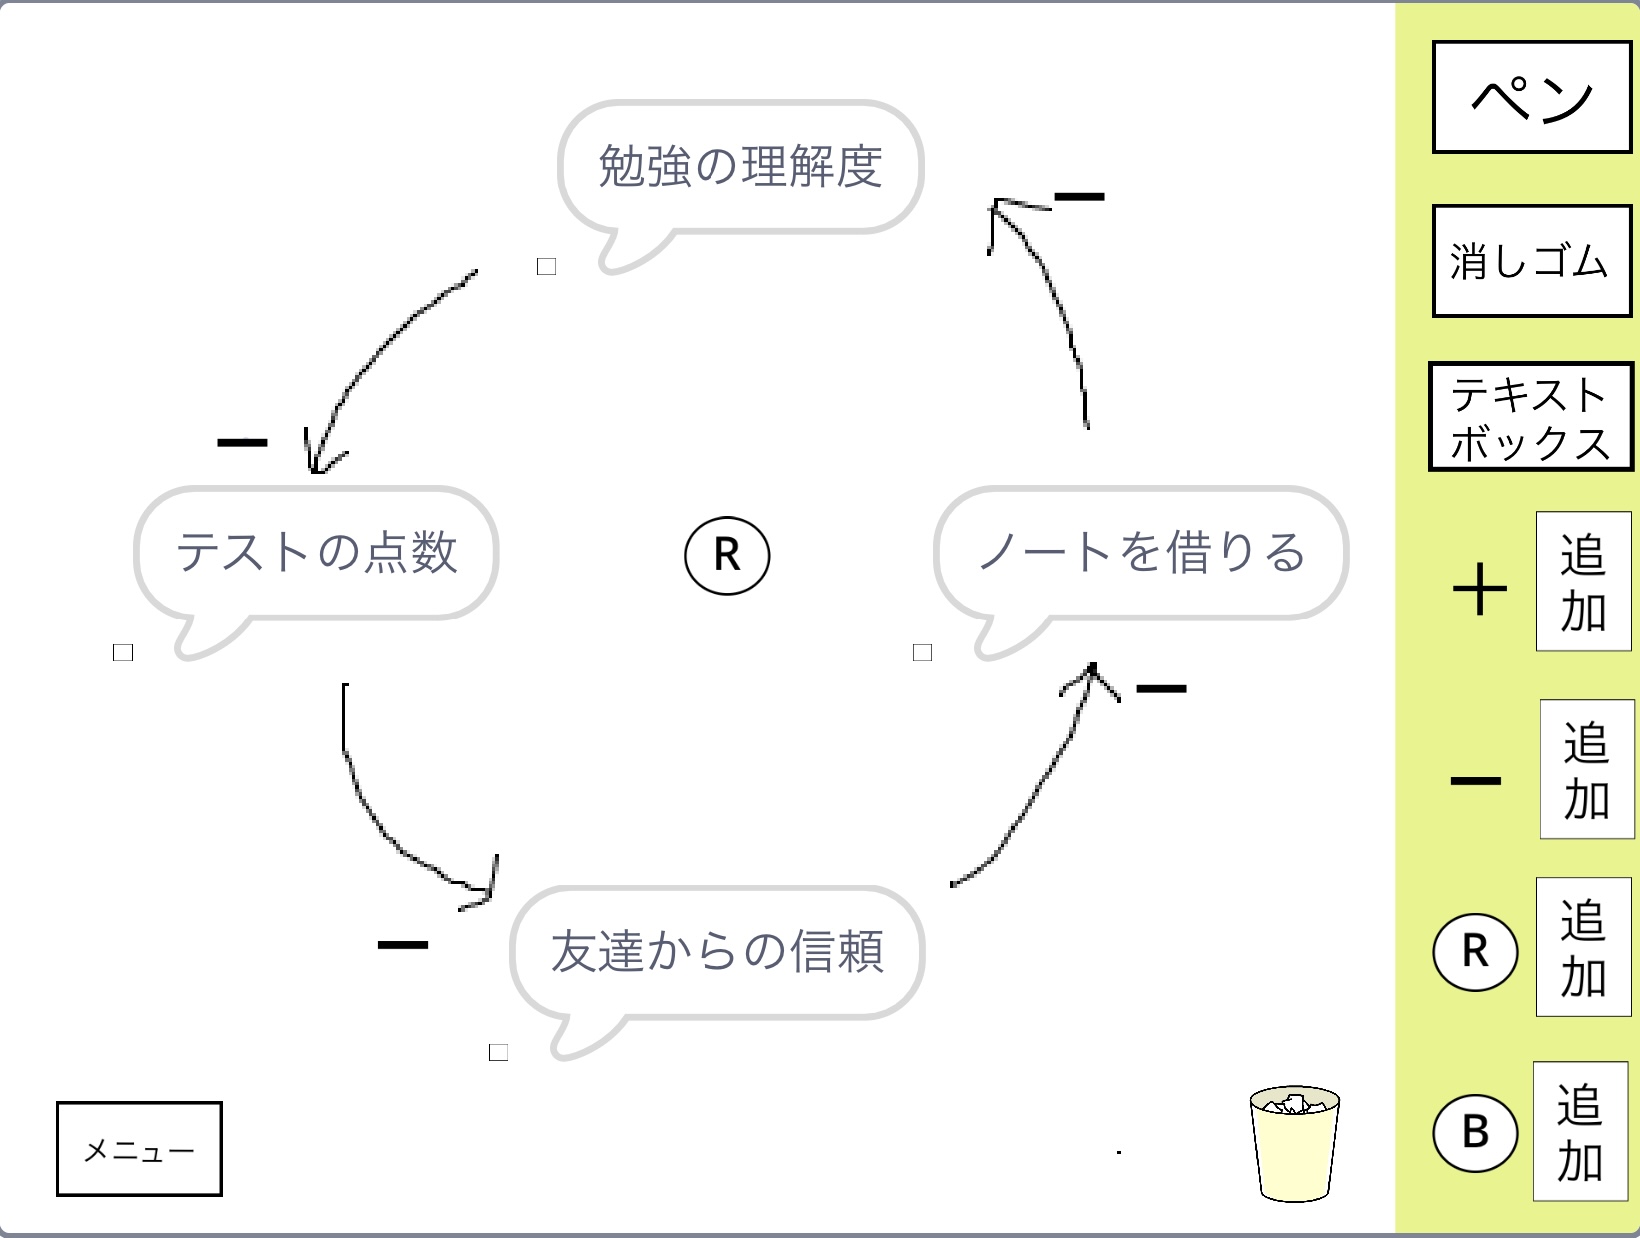 勉強の理解度
−
−
テストの点数
R
ノートを借りる
−
−
友達からの信頼
メニュー
ペン
消しゴム
テキスト
ボックス
+
追
加
−
追
加
R
追
加
B
追
加